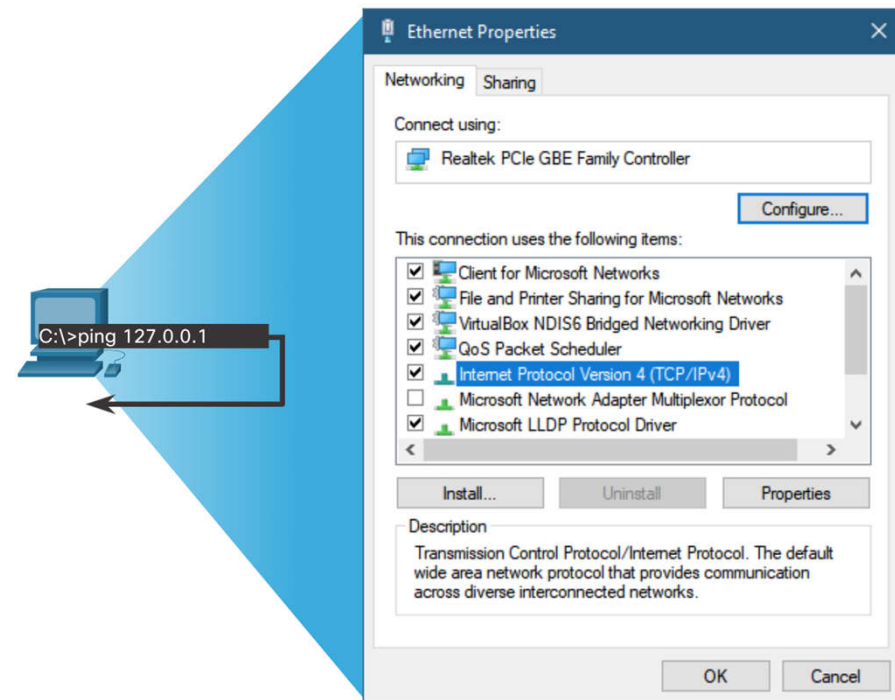 Ethernet Properties
Networking
Sharing
Connect using:
Realtek PCIe GBE Family Controller
Configure...
This connection uses the following items:
Client for Microsoft Networks
File and Printer Sharing for Microsoft Networks
VirtualBox NDIS6 Bridged Networking Driver
QoS Packet Scheduler
Internet Protocol Version 4 (TCP/IPv4)
Microsoft Network Adapter Multiplexor Protocol
Microsoft LLDP Protocol Driver
Install...
Uninstall
Properties
Description
Transmission Control Protocol/Internet Protocol. The default
wide area network protocol that provides communication
across diverse interconnected networks.
OK
Cancel
C:\>ping 127.0.0.1